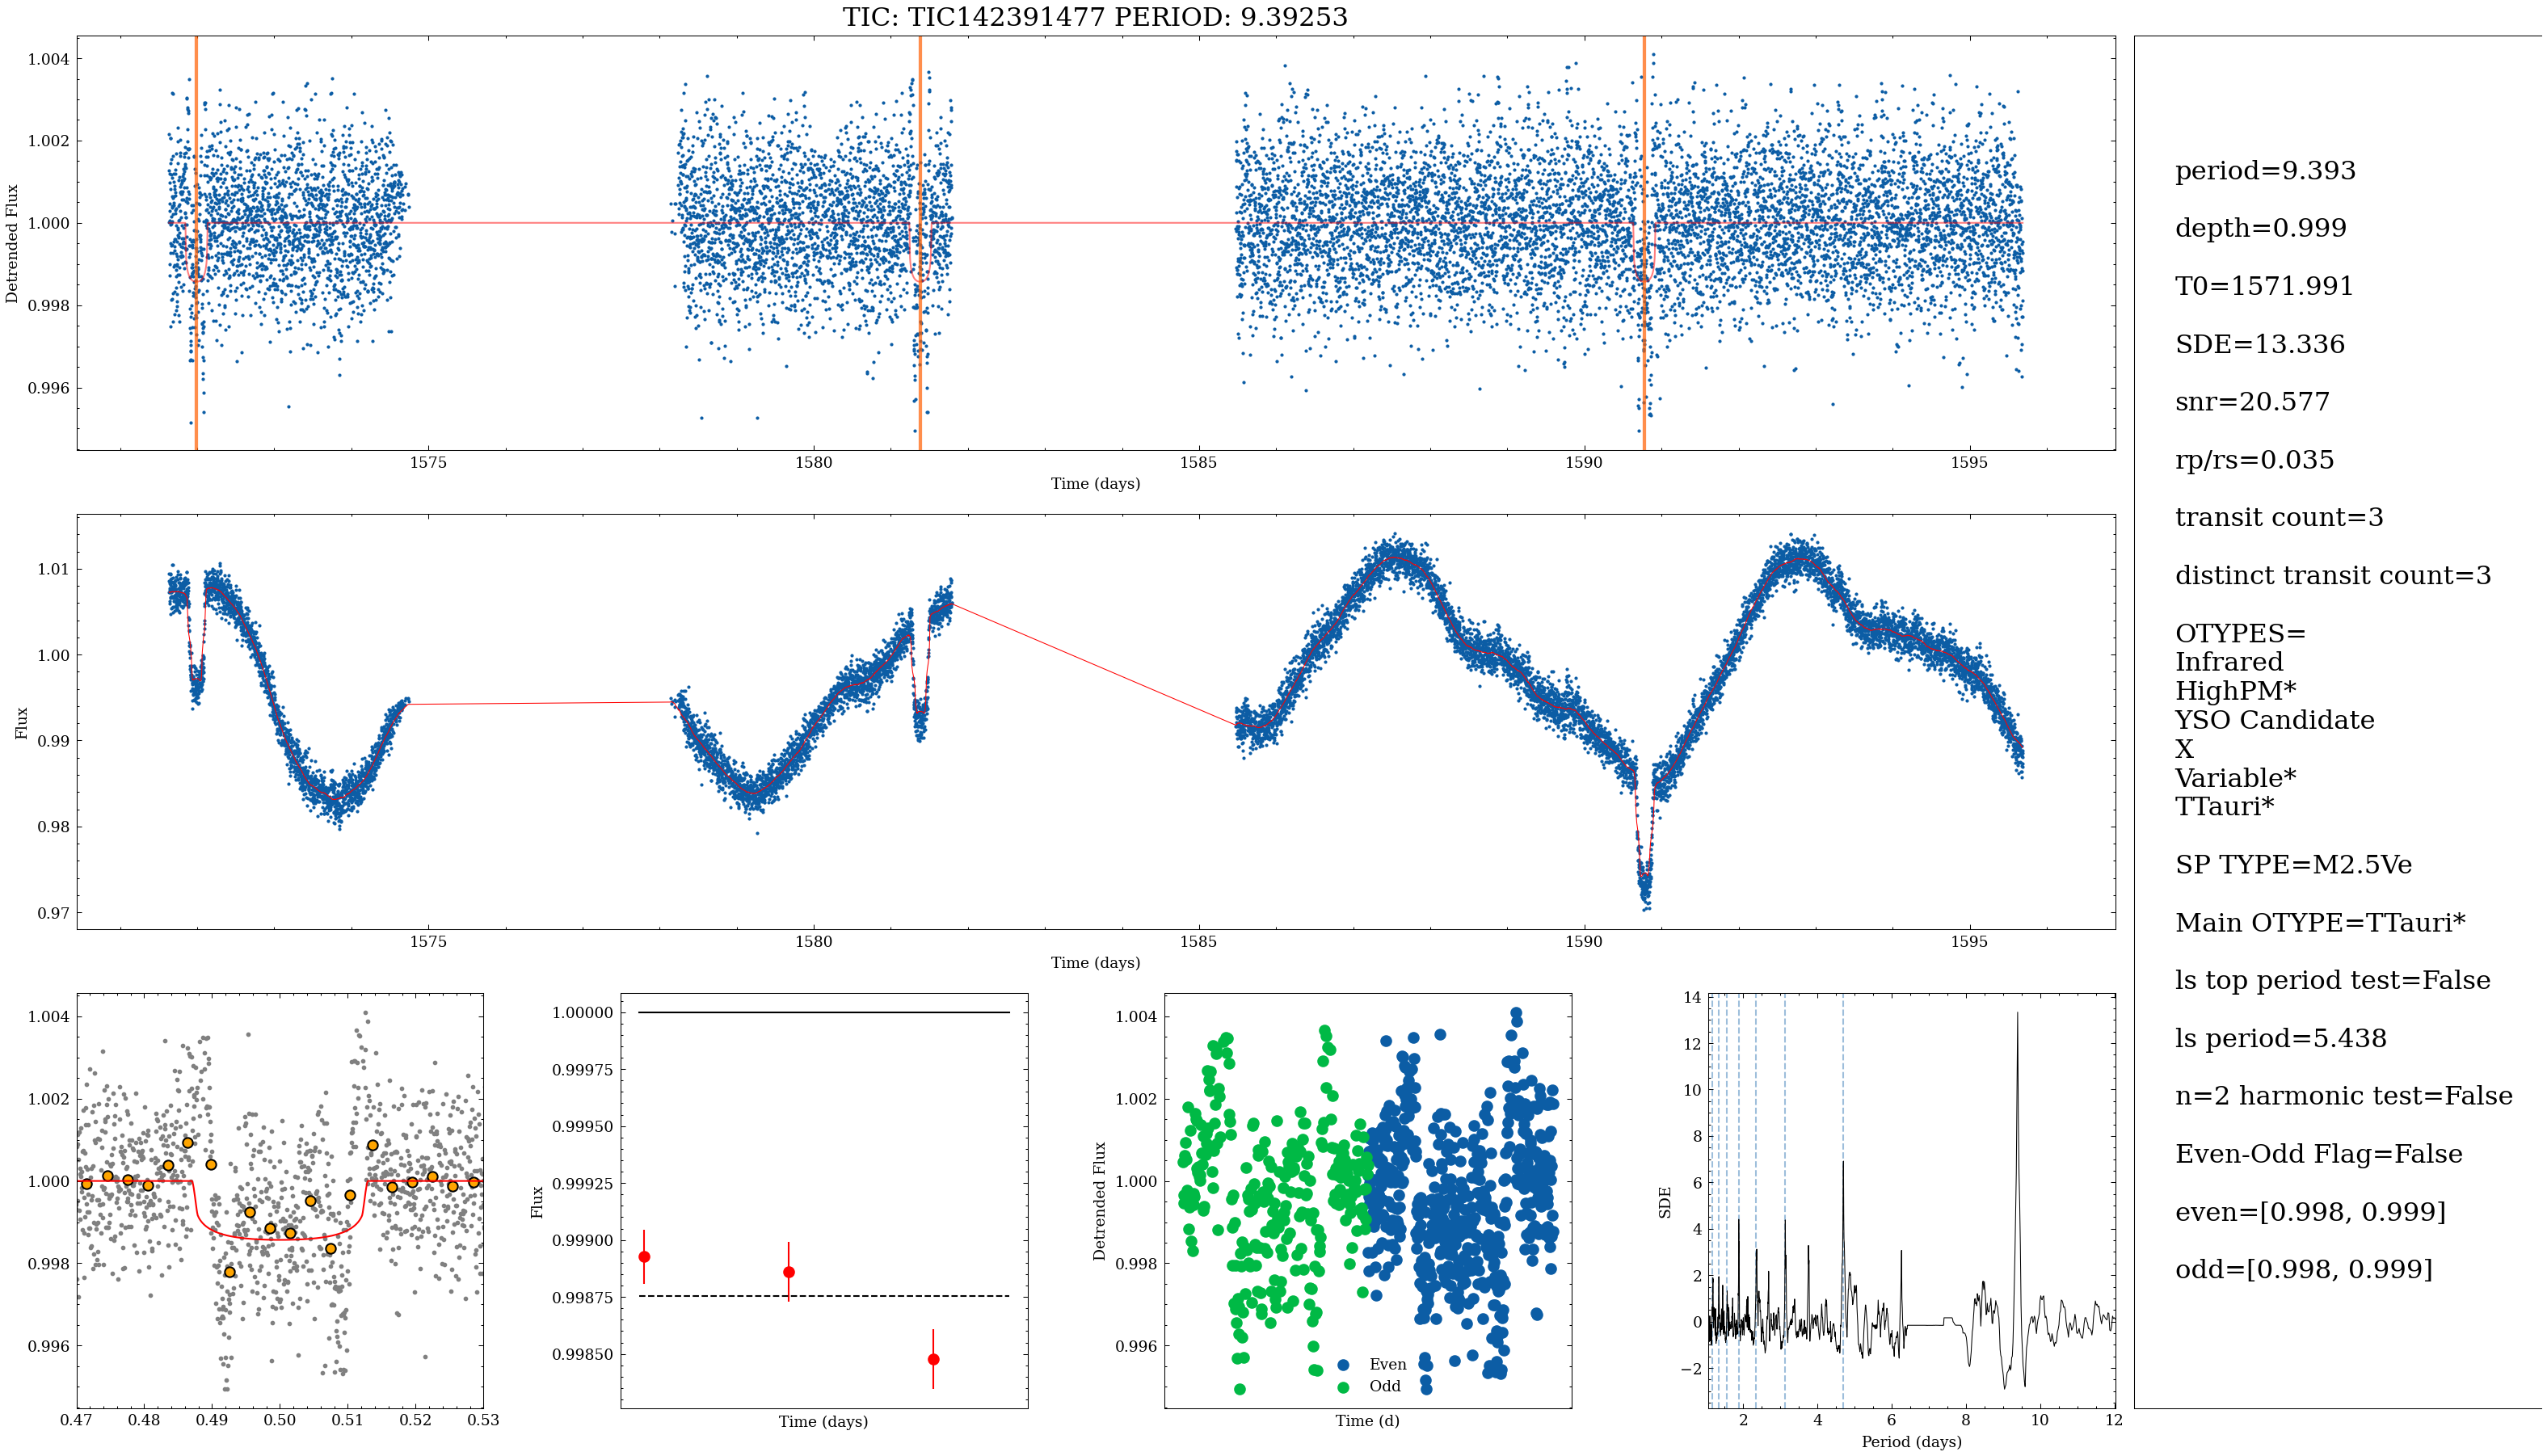 TIC: TIC142391477 PERIOD: 9.39253
1.004
1.002
1.000
0.998
0.996
Detrended Flux
1575
1580
1585
1590
1595
Time (days)
1.01
1.00
0.99
0.98
0.97
Flux
1575
1580
1585
1590
1595
Time (days)
1.004
1.002
1.000
0.998
0.996
0.47
0.48
0.49
0.50
0.51
0.52
0.53
1.00000
0.99975
0.99950
0.99925
0.99900
0.99875
0.99850
Flux
Time (days)
1.004
1.002
1.000
0.998
0.996
Detrended Flux
Even
Odd
Time (d)
14
12
10
8
6
4
2
0
−2
SDE
2
4
6
8
10
12
Period (days)
period=9.393
depth=0.999
T0=1571.991
SDE=13.336
snr=20.577
rp/rs=0.035
transit count=3
distinct transit count=3
OTYPES=
Infrared
HighPM*
YSO Candidate
X
Variable*
TTauri*
SP TYPE=M2.5Ve
Main OTYPE=TTauri*
ls top period test=False
ls period=5.438
n=2 harmonic test=False
Even-Odd Flag=False
even=[0.998, 0.999]
odd=[0.998, 0.999]